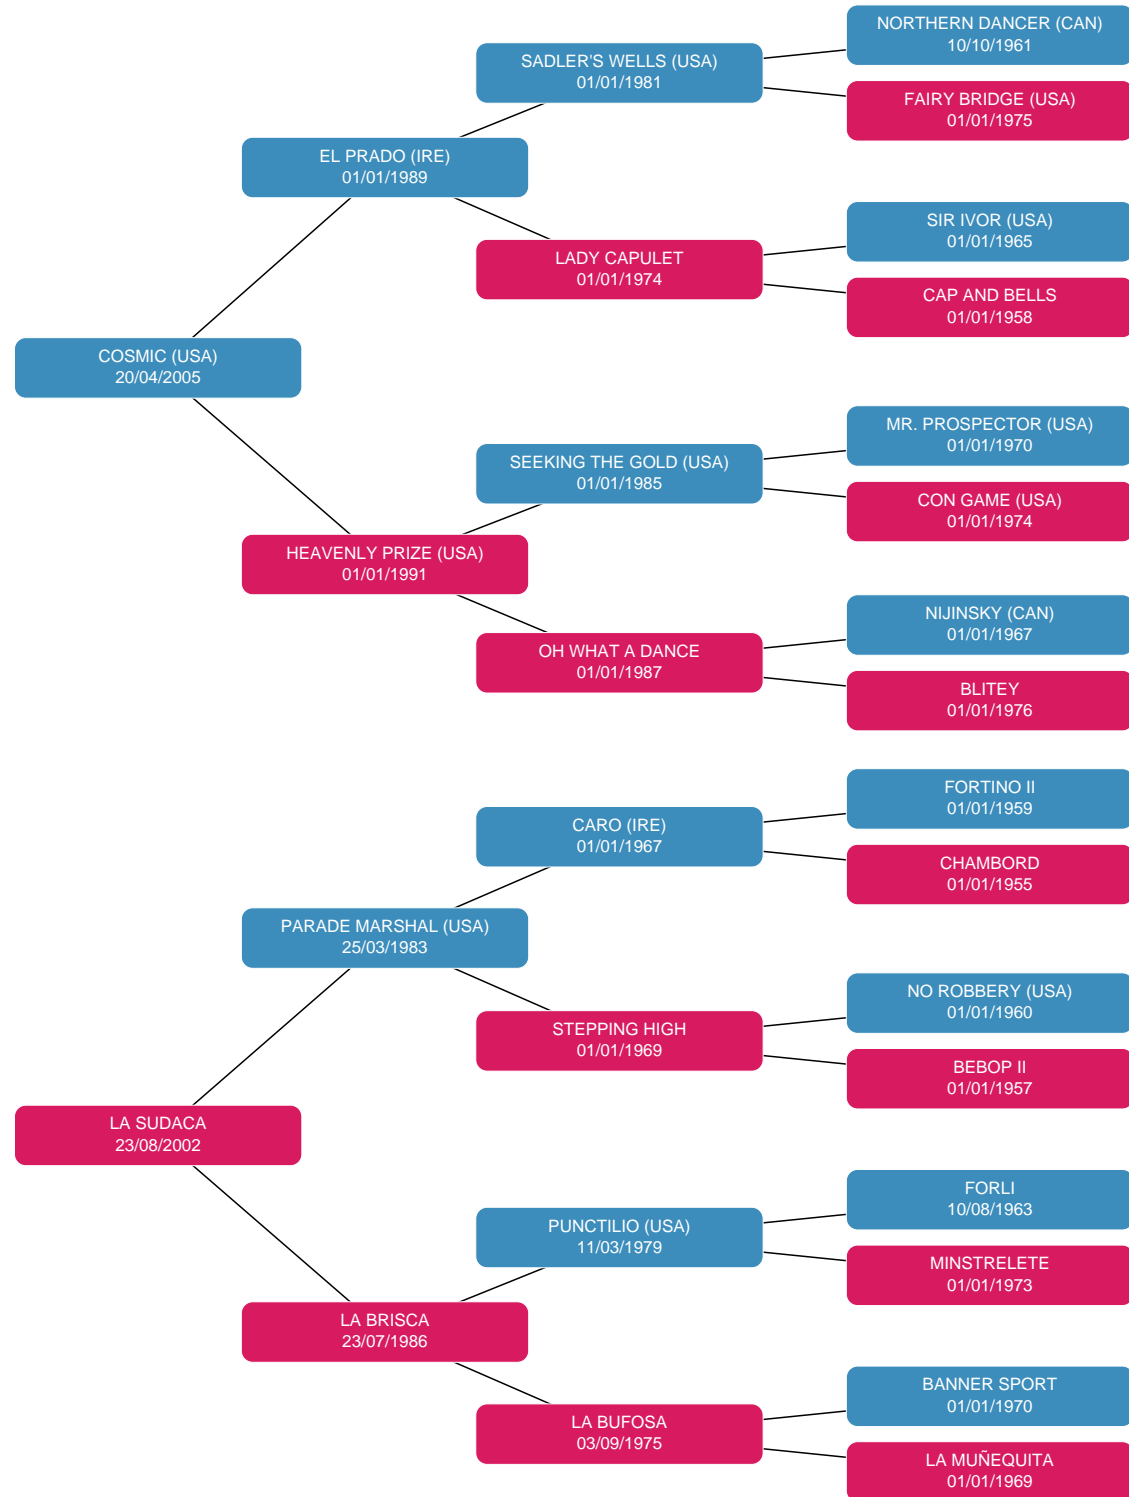 NORTHERN DANCER (CAN)
10/10/1961
SADLER'S WELLS (USA)
01/01/1981
FAIRY BRIDGE (USA)
01/01/1975
EL PRADO (IRE)
01/01/1989
SIR IVOR (USA)
01/01/1965
LADY CAPULET
01/01/1974
CAP AND BELLS
01/01/1958
COSMIC (USA)
20/04/2005
MR. PROSPECTOR (USA)
01/01/1970
SEEKING THE GOLD (USA)
01/01/1985
CON GAME (USA)
01/01/1974
HEAVENLY PRIZE (USA)
01/01/1991
NIJINSKY (CAN)
01/01/1967
OH WHAT A DANCE
01/01/1987
BLITEY
01/01/1976
FORTINO II
01/01/1959
CARO (IRE)
01/01/1967
CHAMBORD
01/01/1955
PARADE MARSHAL (USA)
25/03/1983
NO ROBBERY (USA)
01/01/1960
STEPPING HIGH
01/01/1969
BEBOP II
01/01/1957
LA SUDACA
23/08/2002
FORLI
10/08/1963
PUNCTILIO (USA)
11/03/1979
MINSTRELETE
01/01/1973
LA BRISCA
23/07/1986
BANNER SPORT
01/01/1970
LA BUFOSA
03/09/1975
LA MUÑEQUITA
01/01/1969